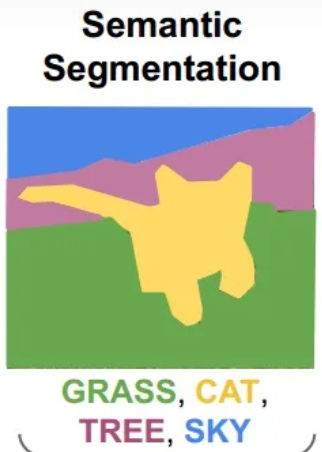 Semantic
Segmentation
GRASS, CAT,
TREE, SKY